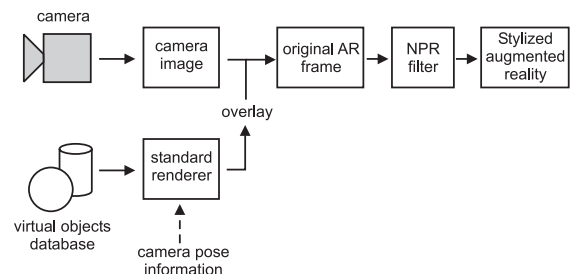 camera
camera
image
original AR
frame
NPR
filter
Stylized
augmented
reality
overlay
standard
renderer
virtual objects
database
camera pose
information